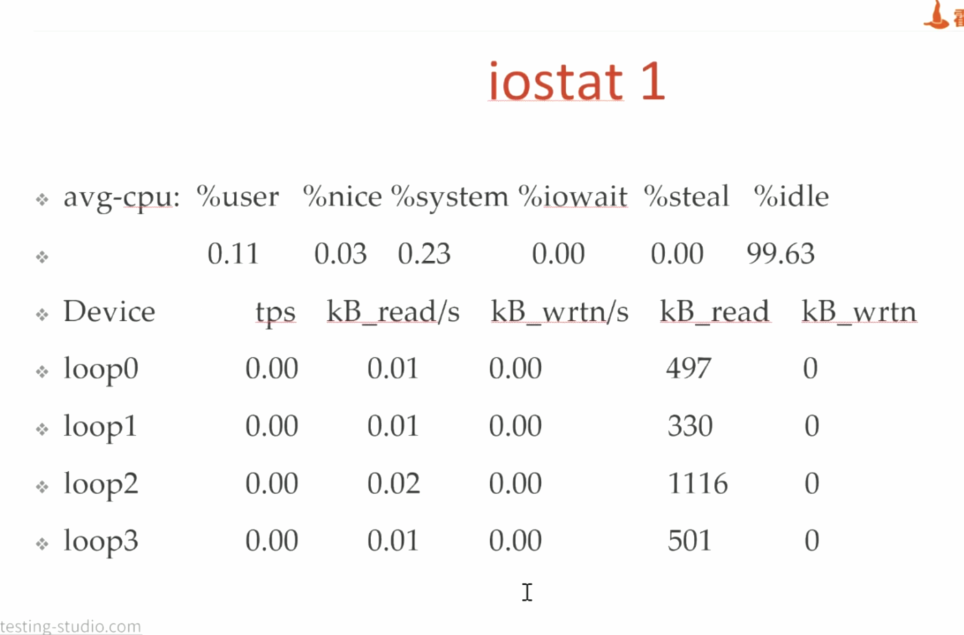 霍
iostat 1
avg-cpu: %user %nice %system %iowait %steal %idle
0.11 0.03 0.23 0.00 0.00 99.63
Device tps kB_read/s kB_wrtn/s kB_read kB_wrtn
loop0 0.00 0.01 0.00 497 0
loop1 0.00 0.01 0.00 330 0
loop2 0.00 0.02 0.00 1116 0
loop3 0.00 0.01 0.00 501 0
testing-studio.com